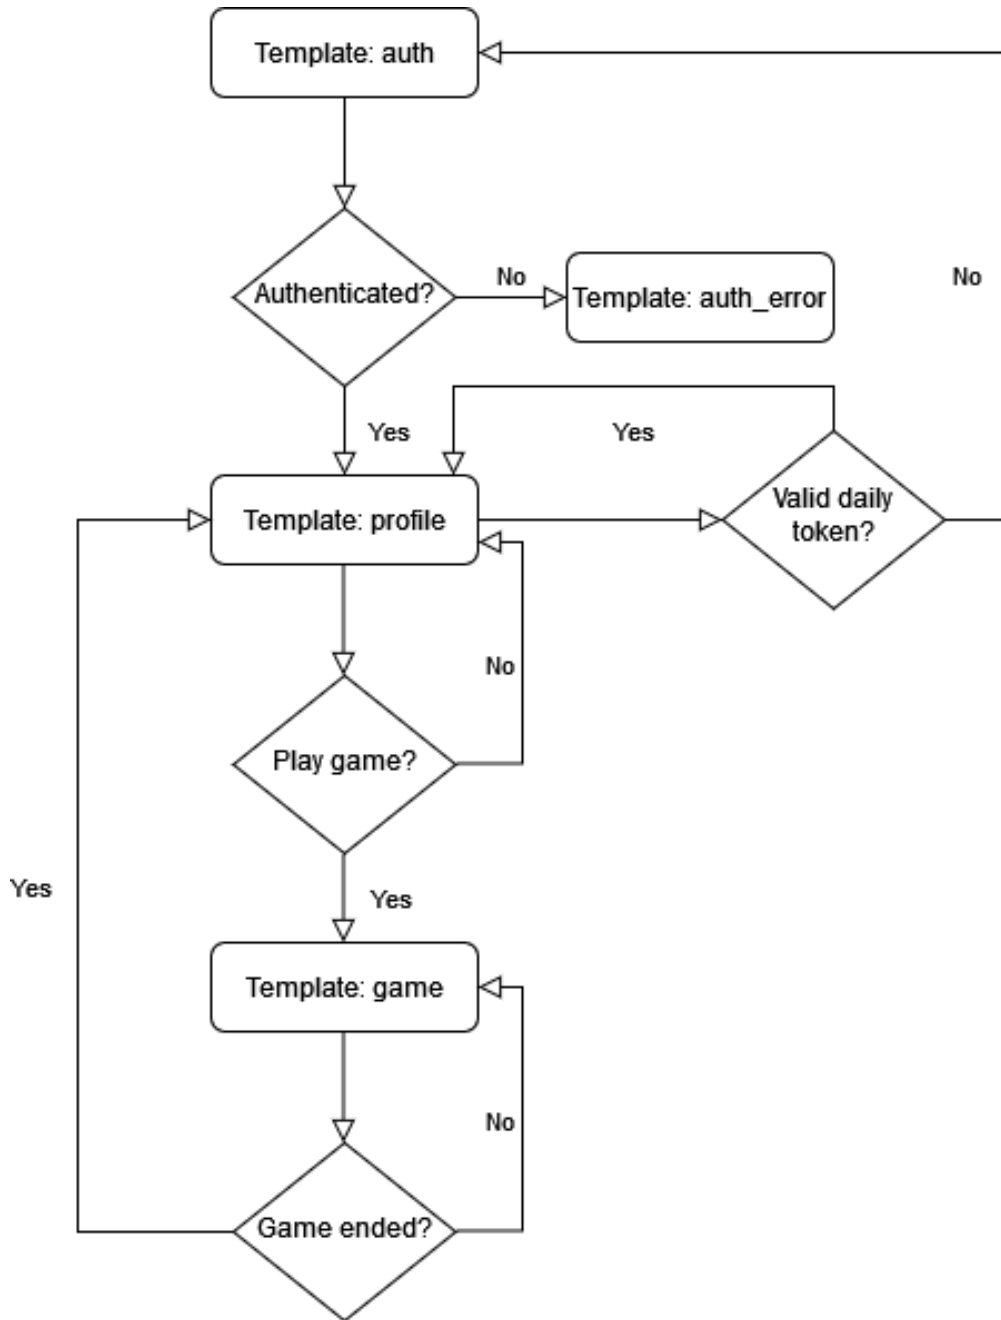 Template: auth
Authenticated?
No
Template: auth_error
No
Yes
Yes
Valid daily
token?
Template: profile
No
Play game?
Yes
Yes
Template: game
No
Game ended?